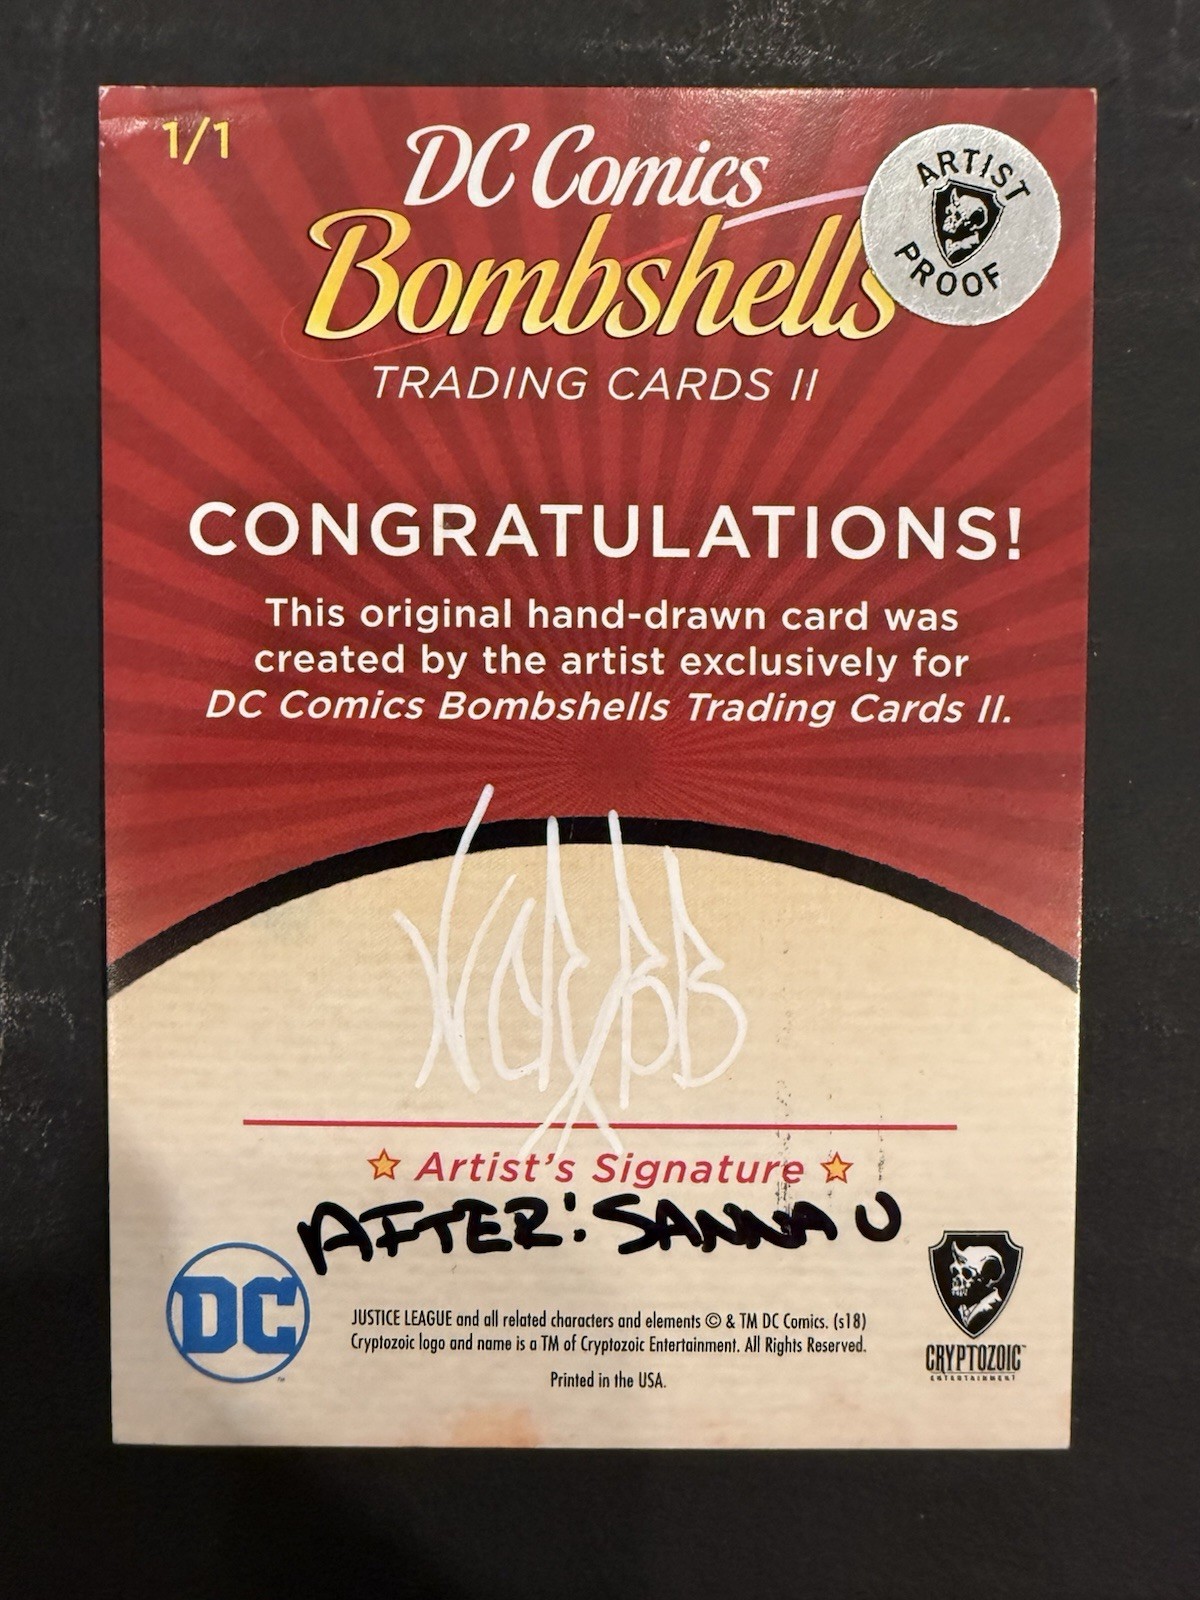 1/1
DC Comics
Bombshells
TRADING CARDS II
ARTIST
PROOF
CONGRATULATIONS!
This original hand-drawn card was
created by the artist exclusively for
DC Comics Bombshells Trading Cards II.
Artist's Signature
AFTER: SANNA U
DC
JUSTICE LEAGUE and all related characters and elements © & TM DC Comics. (s18)
Cryptozoic logo and name is a TM of Cryptozoic Entertainment. All Rights Reserved.
Printed in the USA.
CRYPTOZOIC
ENTERTAINMENT